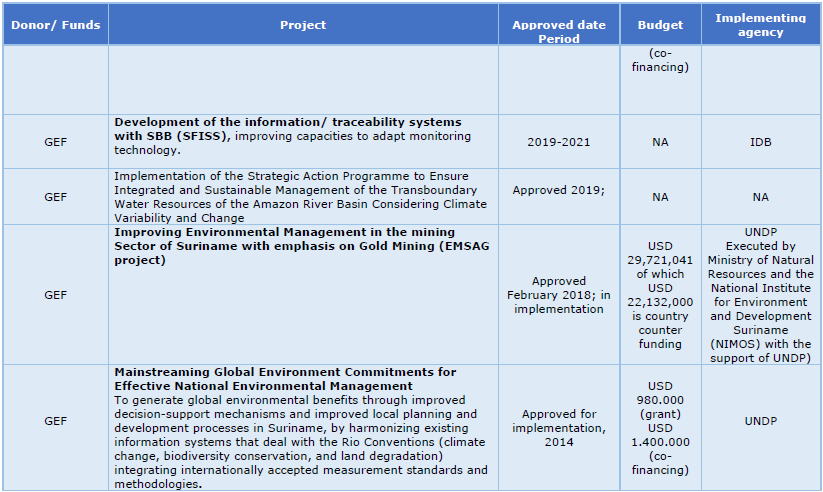 Donor/ Funds
Project
Approved date
Period
Budget
Implementing
agency
(co-
financing)
GEF
Development of the information/ traceability systems
with SBB (SFISS), improving capacities to adapt monitoring
technology.
2019-2021
NA
IDB
GEF
Implementation of the Strategic Action Programme to Ensure
Integrated and Sustainable Management of the Transboundary
Water Resources of the Amazon River Basin Considering Climate
Variability and Change
Approved 2019;
NA
NA
GEF
Improving Environmental Management in the mining
Sector of Suriname with emphasis on Gold Mining (EMSAG
project)
Approved
February 2018; in
implementation
USD
29,721,041
of which
USD
22,132,000
is country
counter
funding
UNDP
Executed by
Ministry of Natural
Resources and the
National Institute
for Environment
and Development
Suriname
(NIMOS) with the
support of UNDP)
GEF
Mainstreaming Global Environment Commitments for
Effective National Environmental Management
To generate global environmental benefits through improved
decision-support mechanisms and improved local planning and
development processes in Suriname, by harmonizing existing
information systems that deal with the Rio Conventions (climate
change, biodiversity conservation, and land degradation)
integrating internationally accepted measurement standards and
methodologies.
Approved for
implementation,
2014
USD
980.000
(grant)
USD
1.400.000
(co-
financing)
UNDP